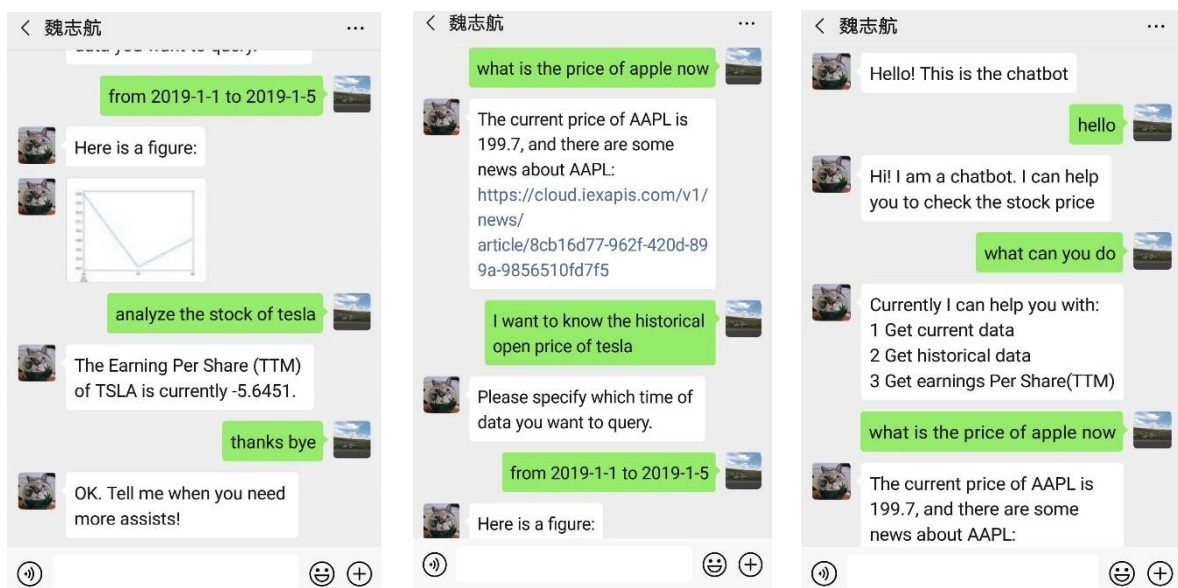 魏志航
from 2019-1-1 to 2019-1-5
Here is a figure:
analyze the stock of tesla
The Earning Per Share (TTM)
of TSLA is currently -5.6451.
thanks bye
OK. Tell me when you need
more assists!
魏志航
what is the price of apple now
The current price of AAPL is
199.7, and there are some
news about AAPL:
https://cloud.iexapis.com/v1/
news/
article/8cb16d77-962f-420d-89
9a-9856510fd7f5
I want to know the historical
open price of tesla
Please specify which time of
data you want to query.
from 2019-1-1 to 2019-1-5
Here is a figure:
魏志航
Hello! This is the chatbot
hello
Hi! I am a chatbot. I can help
you to check the stock price
what can you do
Currently I can help you with:
1 Get current data
2 Get historical data
3 Get earnings Per Share(TTM)
what is the price of apple now
The current price of AAPL is
199.7, and there are some
news about AAPL: